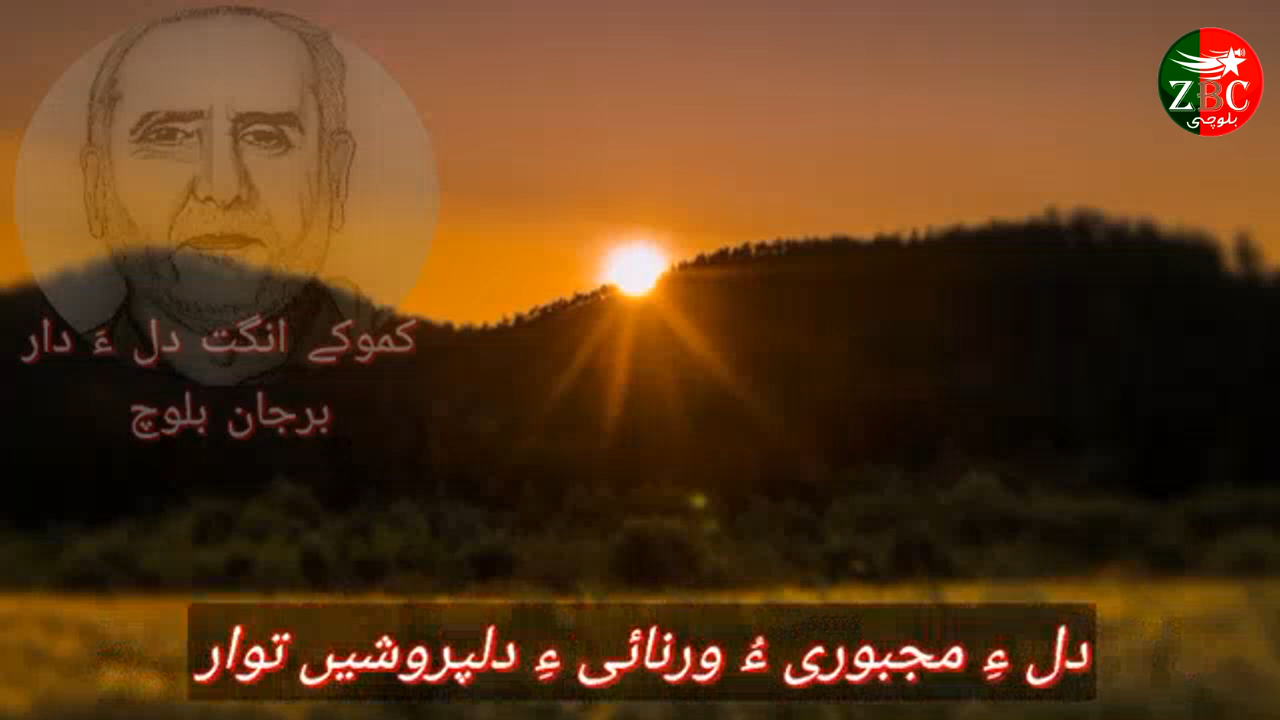 ZBC
بلوچی
کموکے انگت دل ءَ دار
برجان بلوچ
دل ءِ مجبوری ءُ ورنائی ءِ دلپروشیں توار